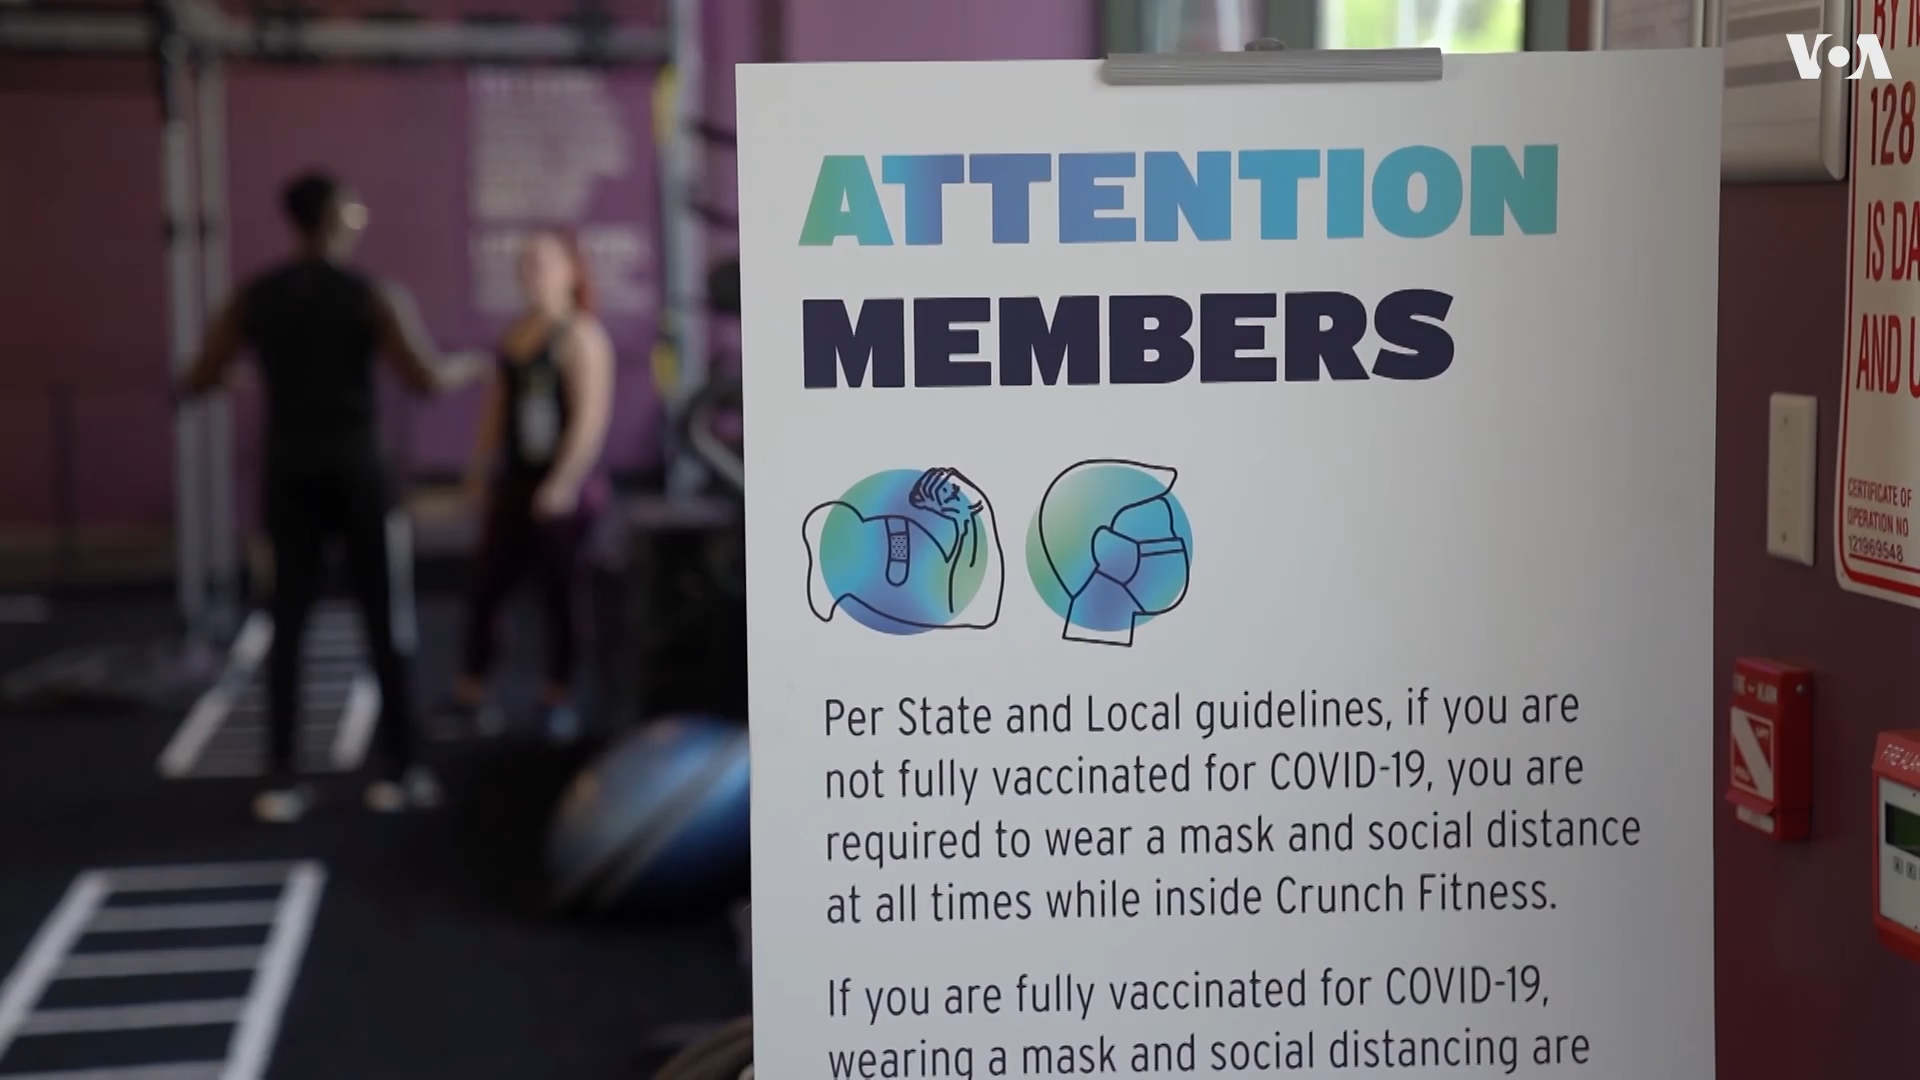 VOA
ATTENTION
MEMBERS
Per State and Local guidelines, if you are
not fully vaccinated for COVID-19, you are
required to wear a mask and social distance
at all times while inside Crunch Fitness.
If you are fully vaccinated for COVID-19,
wearing a mask and social distancing are
128
IS DA
AND U
CERTIFICATE OF
OPERATION NO
121969548